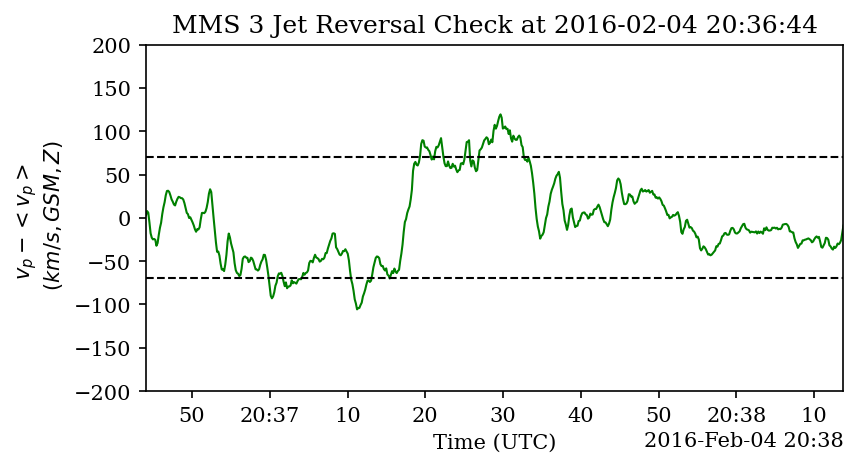 MMS 3 Jet Reversal Check at 2016-02-04 20:36:44
200
150
100
50
0
−50
−100
−150
−200
v_p − < v_p >
(km/s, GSM, Z)
50 20:37 10 20 30 40 50 20:38 10
Time (UTC)
2016-Feb-04 20:38